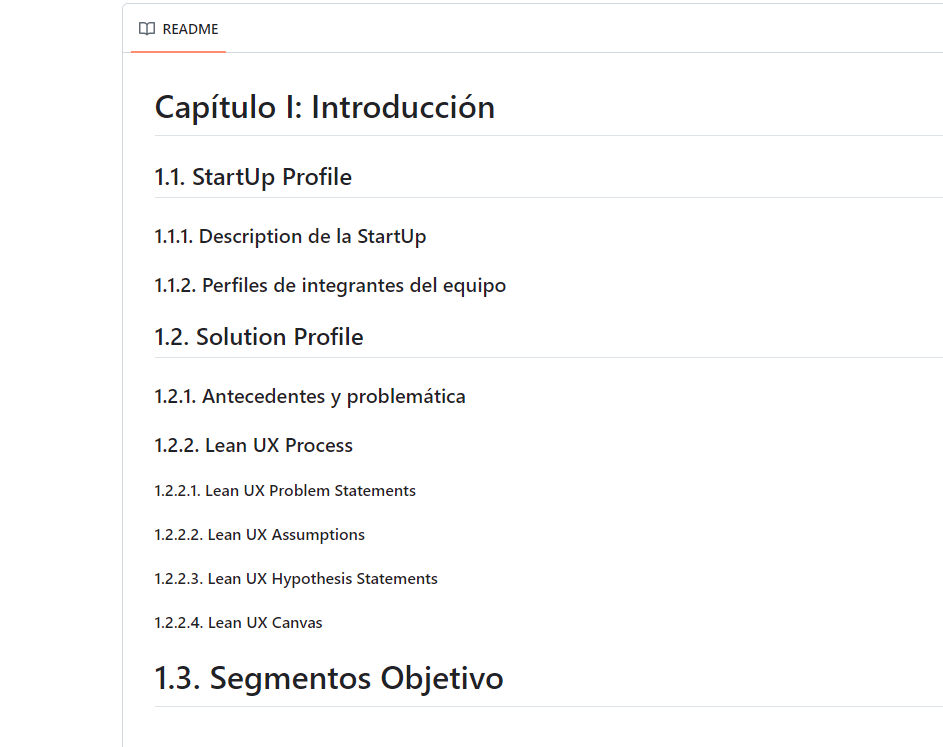 README
Capítulo I: Introducción
1.1. StartUp Profile
1.1.1. Description de la StartUp
1.1.2. Perfiles de integrantes del equipo
1.2. Solution Profile
1.2.1. Antecedentes y problemática
1.2.2. Lean UX Process
1.2.2.1. Lean UX Problem Statements
1.2.2.2. Lean UX Assumptions
1.2.2.3. Lean UX Hypothesis Statements
1.2.2.4. Lean UX Canvas
1.3. Segmentos Objetivo